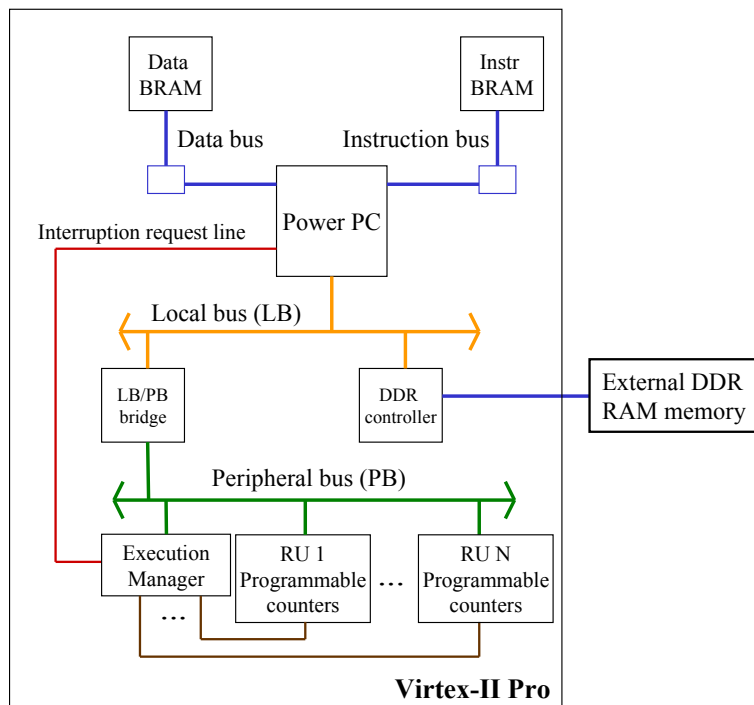 Data
BRAM
Instr
BRAM
Data bus
Instruction bus
Power PC
Interruption request line
Local bus (LB)
LB/PB
bridge
DDR
controller
External DDR
RAM memory
Peripheral bus (PB)
Execution
Manager
RU 1
Programmable
counters
...
RU N
Programmable
counters
...
Virtex-II Pro